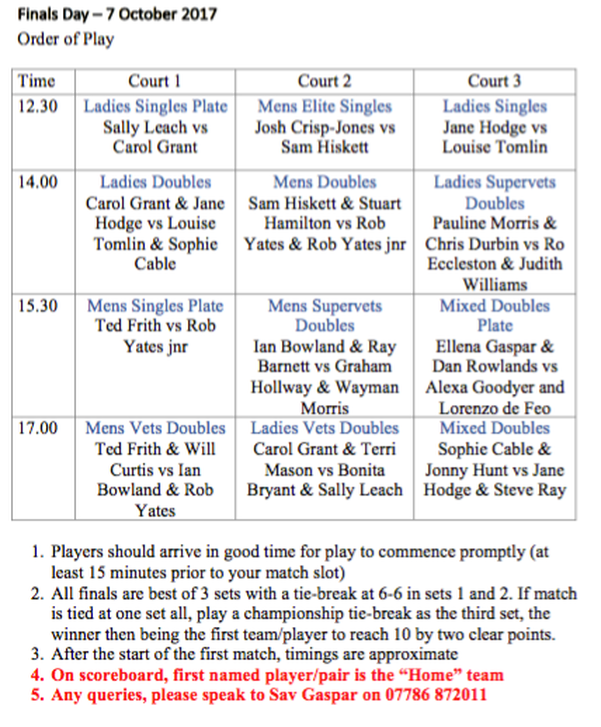 Finals Day – 7 October 2017
Order of Play
Time Court 1 Court 2 Court 3
12.30 Ladies Singles Plate Mens Elite Singles Ladies Singles
Sally Leach vs Josh Crisp-Jones vs Jane Hodge vs
Carol Grant Sam Hiskett Louise Tomlin
14.00 Ladies Doubles Mens Doubles Ladies Supervets
Carol Grant & Jane Sam Hiskett & Stuart Doubles
Hodge vs Louise Hamilton vs Rob Pauline Morris &
Tomlin & Sophie Yates & Rob Yates jnr Chris Durbin vs Ro
Cable Eccleston & Judith
Williams
15.30 Mens Singles Plate Mens Supervets Mixed Doubles
Ted Frith vs Rob Doubles Plate
Yates jnr Ian Bowland & Ray Ellena Gaspar &
Barnett vs Graham Dan Rowlands vs
Hollway & Wayman Alexa Goodyer and
Morris Lorenzo de Feo
17.00 Mens Vets Doubles Ladies Vets Doubles Mixed Doubles
Ted Frith & Will Carol Grant & Terri Sophie Cable &
Curtis vs Ian Mason vs Bonita Jonny Hunt vs Jane
Bowland & Rob Bryant & Sally Leach Hodge & Steve Ray
Yates
1. Players should arrive in good time for play to commence promptly (at
least 15 minutes prior to your match slot)
2. All finals are best of 3 sets with a tie-break at 6-6 in sets 1 and 2. If match
is tied at one set all, play a championship tie-break as the third set, the
winner then being the first team/player to reach 10 by two clear points.
3. After the start of the first match, timings are approximate
4. On scoreboard, first named player/pair is the “Home” team
5. Any queries, please speak to Sav Gaspar on 07786 872011